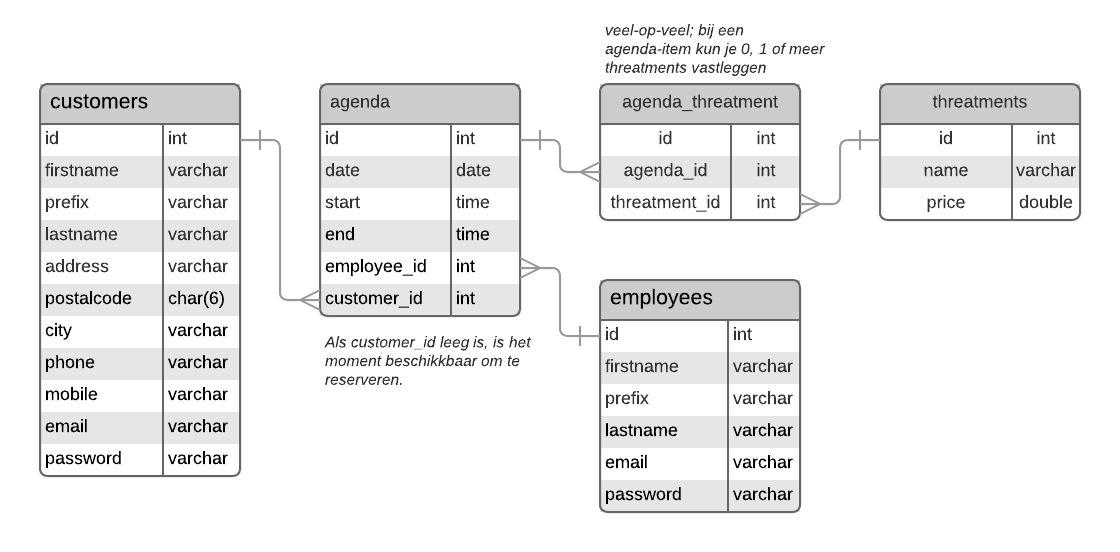 veel-op-veel; bij een
agenda-item kun je 0, 1 of meer
threatments vastleggen
customers
id int
firstname varchar
prefix varchar
lastname varchar
address varchar
postalcode char(6)
city varchar
phone varchar
mobile varchar
email varchar
password varchar
agenda
id int
date date
start time
end time
employee_id int
customer_id int
Als customer_id leeg is, is het
moment beschikkbaar om te
reserveren.
agenda_threatment
id int
agenda_id int
threatment_id int
threatments
id int
name varchar
price double
employees
id int
firstname varchar
prefix varchar
lastname varchar
email varchar
password varchar